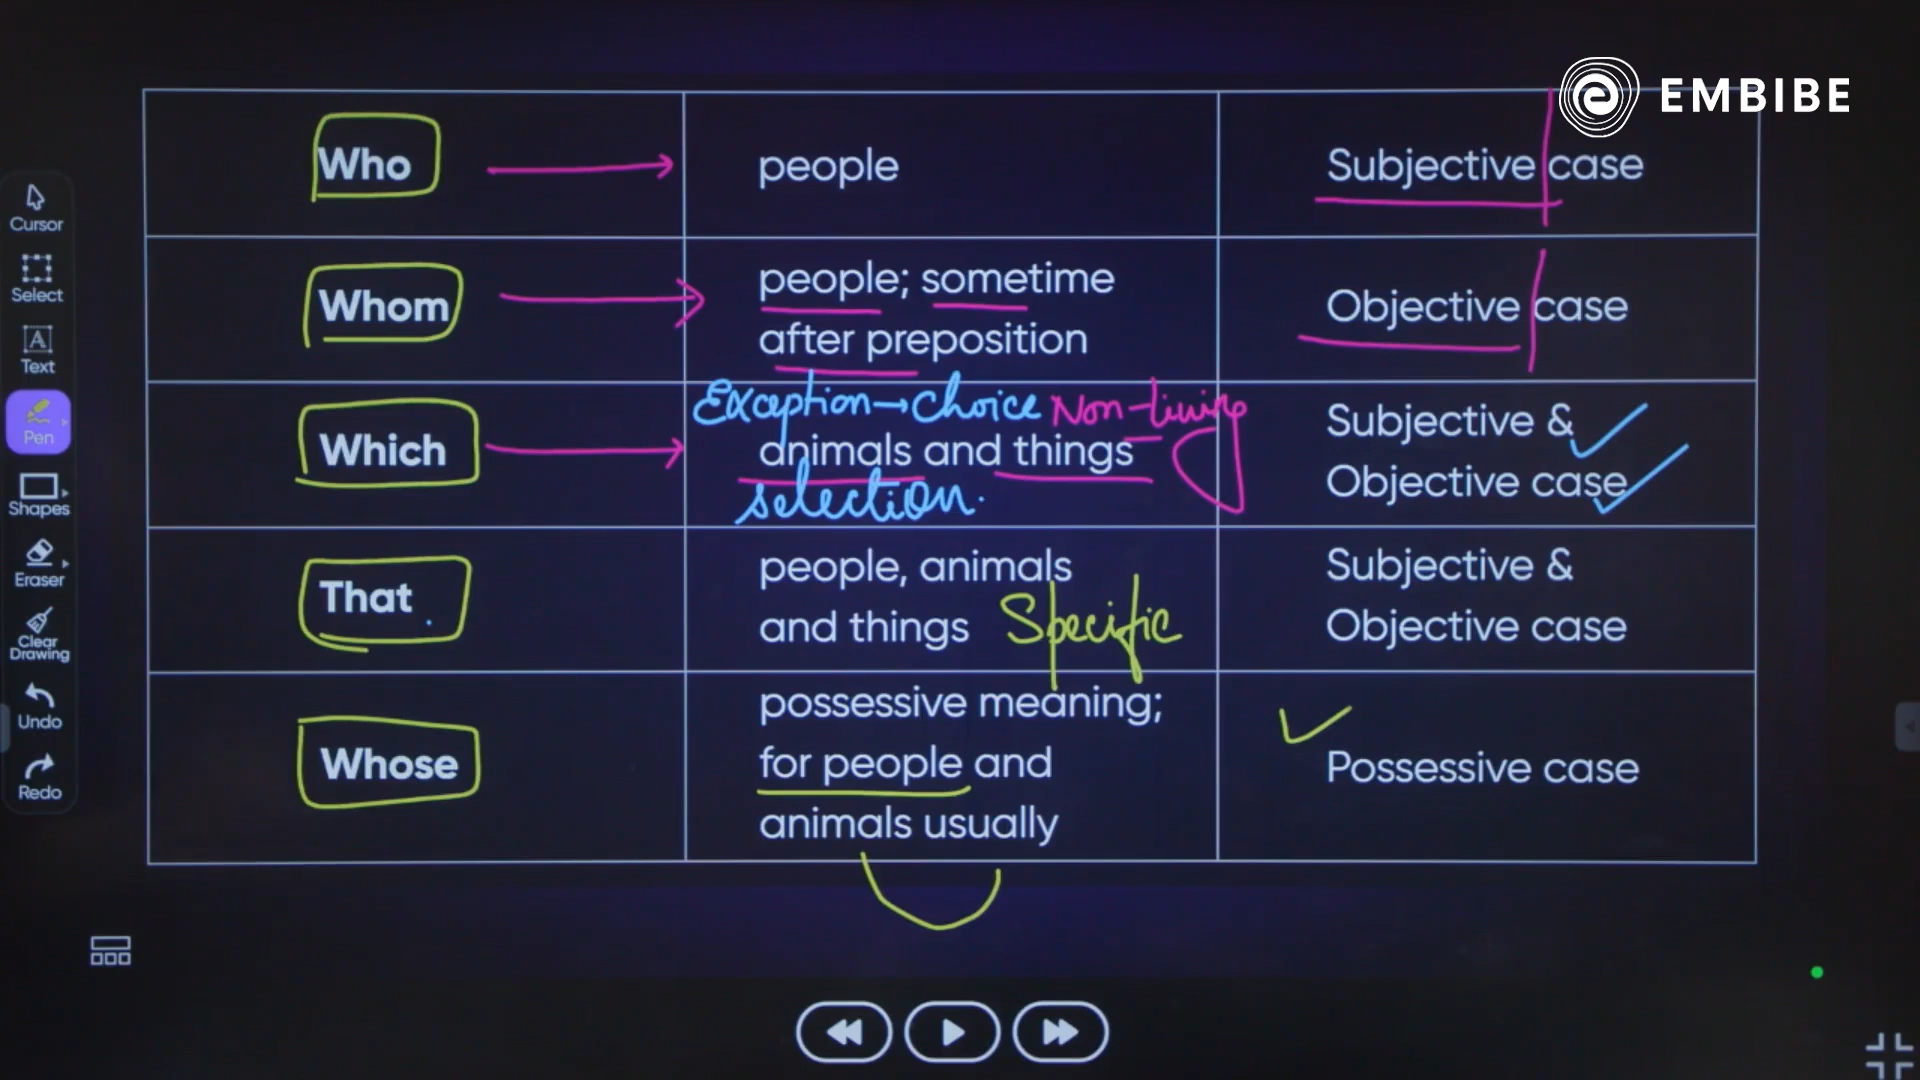 EMBIBE
Who
people
Subjective case
Whom
people; sometime
after preposition
Objective case
Exception→Choice Non-living
Which
animals and things
selection.
Subjective &
Objective case
That
people, animals
and things Specific
Subjective &
Objective case
Whose
possessive meaning;
for people and
animals usually
Possessive case
Cursor
Select
Text
Pen
Shapes
Eraser
Clear
Drawing
Undo
Redo